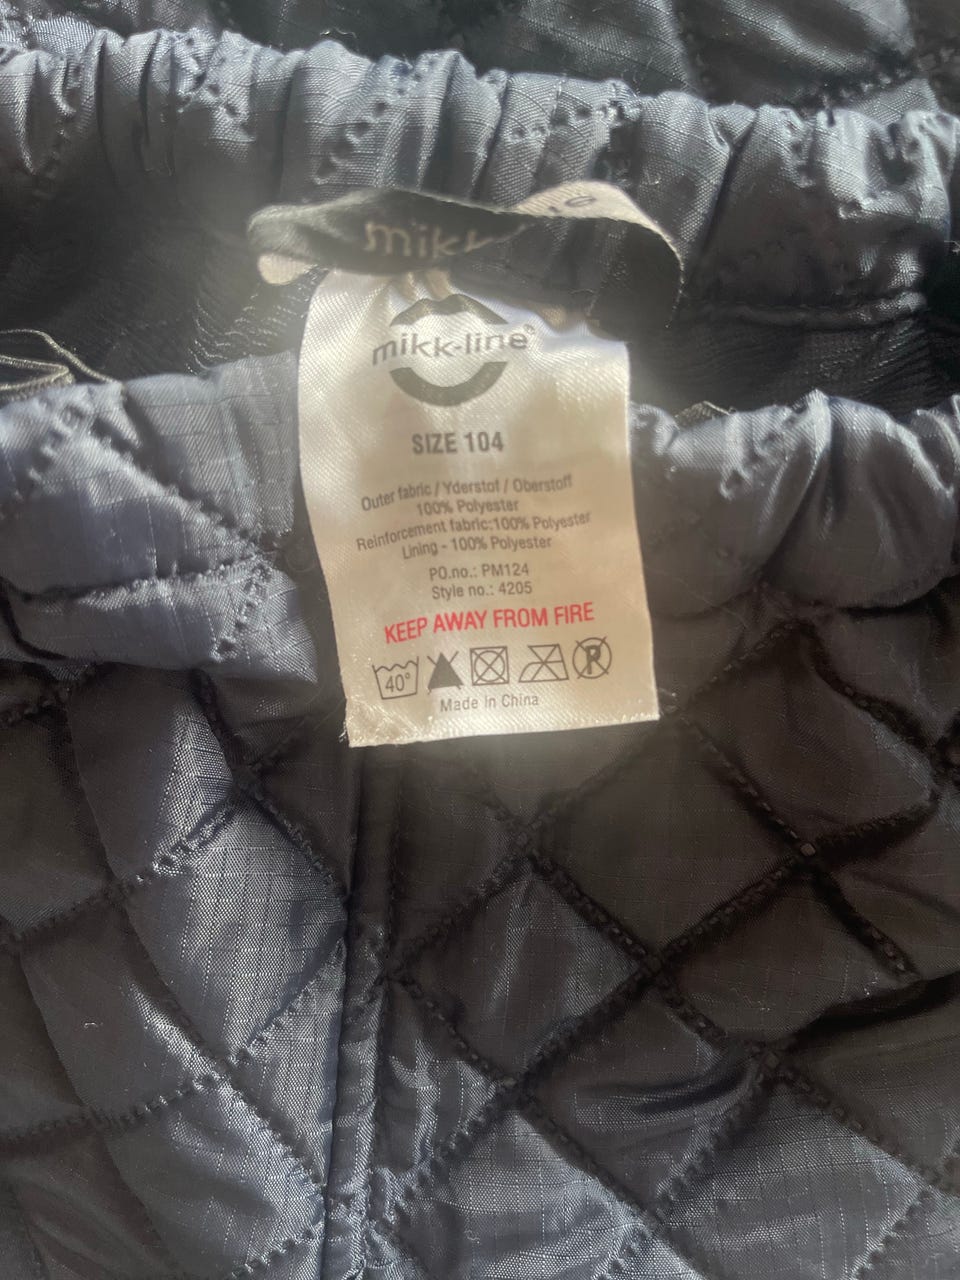 mikk
mikk-line®
SIZE 104
Outer fabric / Yderstof / Oberstoff
100% Polyester
Reinforcement fabric:100% Polyester
Lining - 100% Polyester
PO.no.: PM124
Style no.: 4205
KEEP AWAY FROM FIRE
40°
P
Made in China